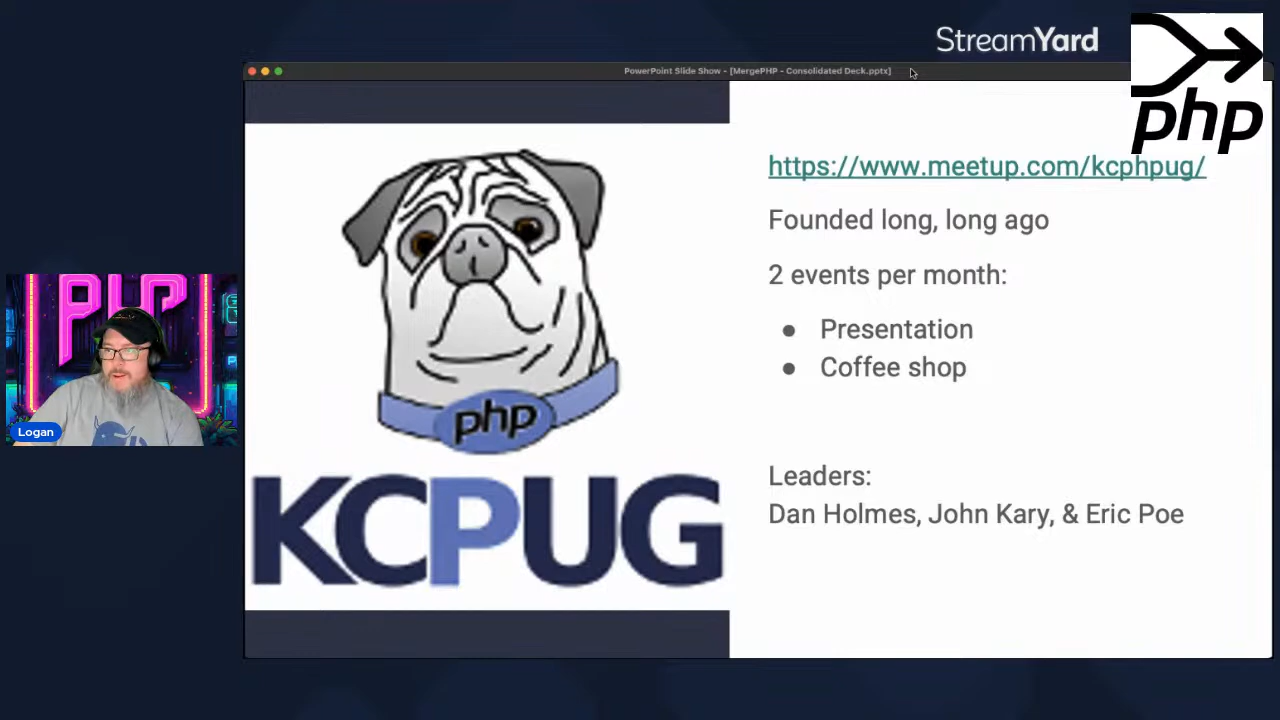 StreamYard
php
PowerPoint Slide Show - [MergePHP - Consolidated Deck.pptx]
https://www.meetup.com/kcphpug/
Founded long, long ago
2 events per month:
● Presentation
● Coffee shop
Leaders:
Dan Holmes, John Kary, & Eric Poe
php
KCPUG
PHP
Logan